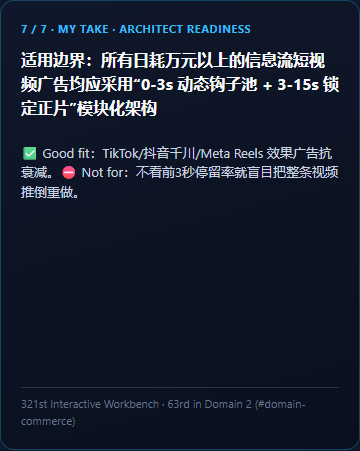 7 / 7 · MY TAKE · ARCHITECT READINESS
适用边界：所有日耗万元以上的信息流短视
频广告均应采用“0-3s 动态钩子池 + 3-15s 锁
定正片”模块化架构
✅ Good fit：TikTok/抖音千川/Meta Reels 效果广告抗
衰减。⛔ Not for：不看前3秒停留率就盲目把整条视频
推倒重做。
321st Interactive Workbench · 63rd in Domain 2 (#domain-
commerce)